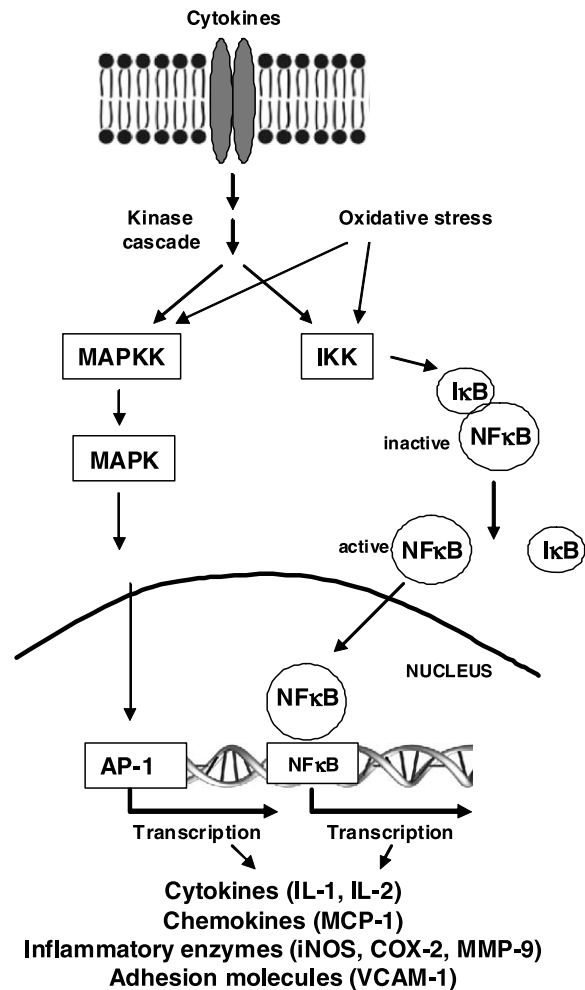 Cytokines
Kinase
cascade
Oxidative stress
MAPKK
IKK
IκB
NFκB
inactive
MAPK
active
NFκB
IκB
NUCLEUS
NFκB
AP-1
NFκB
Transcription
Transcription
Cytokines (IL-1, IL-2)
Chemokines (MCP-1)
Inflammatory enzymes (iNOS, COX-2, MMP-9)
Adhesion molecules (VCAM-1)